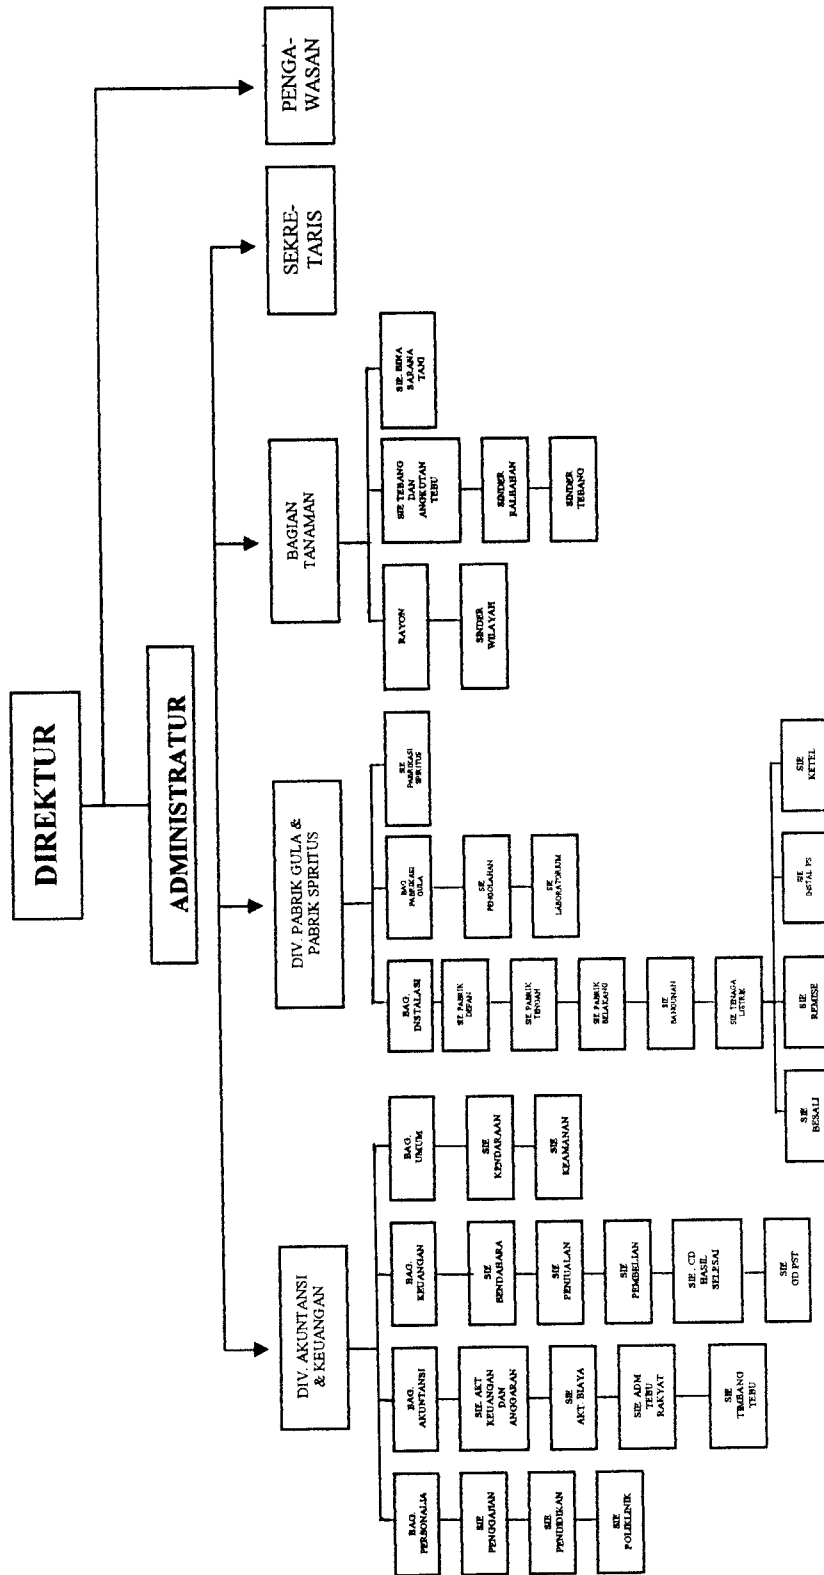 DIREKTUR
ADMINISTRATUR
DIV. AKUNTANSI
& KEUANGAN
DIV. PABRIK GULA &
PABRIK SPIRITUS
BAGIAN
TANAMAN
SEKRE-
TARIS
PENGA-
WASAN
BAG.
PERSONALIA
SIE
PENGGAJIAN
SIE
PENDIDIKAN
SIE
POLIKLINIK
BAG.
AKUNTANSI
SIE. AKT
KEUANGAN
DAN
ANGGARAN
SIE
AKT. BIAYA
SIE. ADM
TEBU
RAKYAT
SIE
TIMBANG
TEBU
BAG.
KEUANGAN
SIE
BENDAHARA
SIE
PENJUALAN
SIE
PEMBELIAN
SIE . CD
HASIL
SELESAI
SIE
GD PST
BAG.
UMUM
SIE
KENDARAAN
SIE
KEAMANAN
BAG.
INSTALASI
SIE. PABRIK
DEPAN
SIE. PABRIK
TENGAH
SIE. PABRIK
BELAKANG
SIE.
BANGUNAN
SIE. TENAGA
LISTRIK
SIE
BESALI
SIE
REMISE
SIE
INSTAL PS
SIE
KETEL
BAG
PABRIKASI
GULA
SIE
PENGOLAHAN
SIE
LABORATORIUM
SIE
PABRIKASI
SPIRITUS
RAYON
SINDER
WILAYAH
SIE TEBANG
DAN
ANGKUTAN
TEBU
SINDER
RALBAHAN
SINDER
TEBANG
SIE. BINA
SARANA
TANI